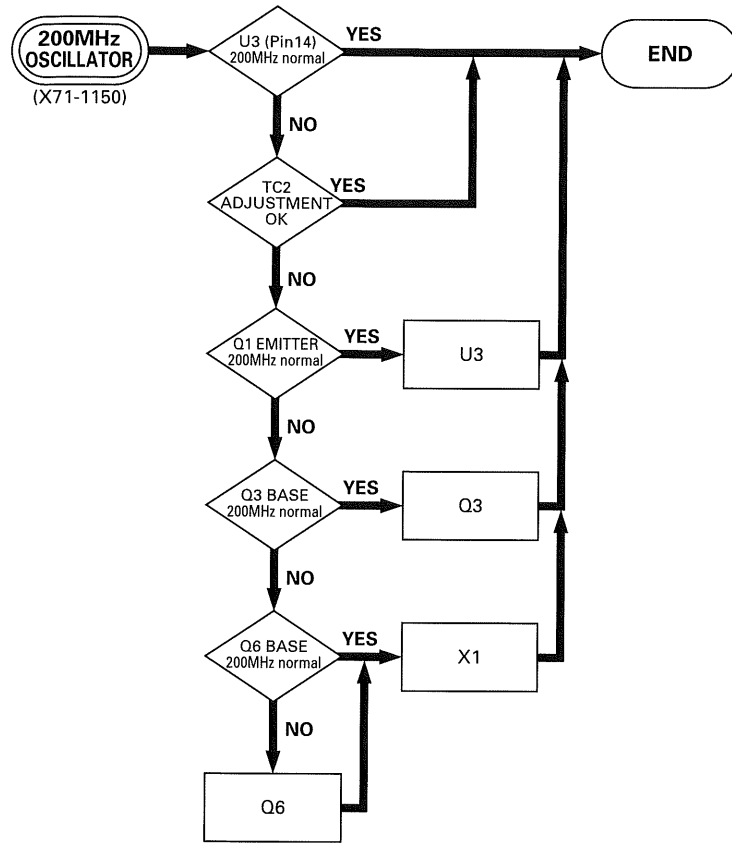 200MHz
OSCILLATOR
(X71-1150)
U3 (Pin14)
200MHz normal
YES
END
NO
TC2
ADJUSTMENT
OK
YES
NO
Q1 EMITTER
200MHz normal
YES
U3
NO
Q3 BASE
200MHz normal
YES
Q3
NO
Q6 BASE
200MHz normal
YES
X1
NO
Q6